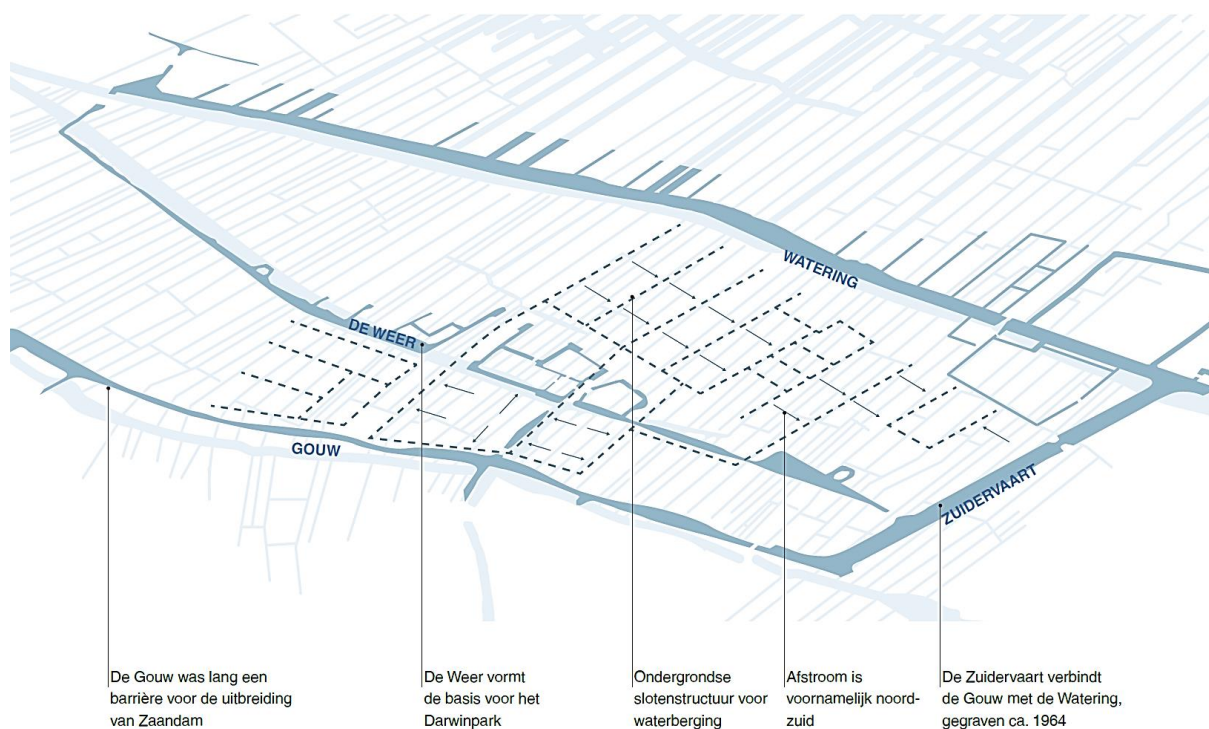 WATERING
DE WEER
GOUW
ZUIDERVAART
De Gouw was lang een
barrière voor de uitbreiding
van Zaandam
De Weer vormt
de basis voor het
Darwinpark
Ondergrondse
slotenstructuur voor
waterberging
Afstroom is
voornamelijk noord-
zuid
De Zuidervaart verbindt
de Gouw met de Watering,
gegraven ca. 1964